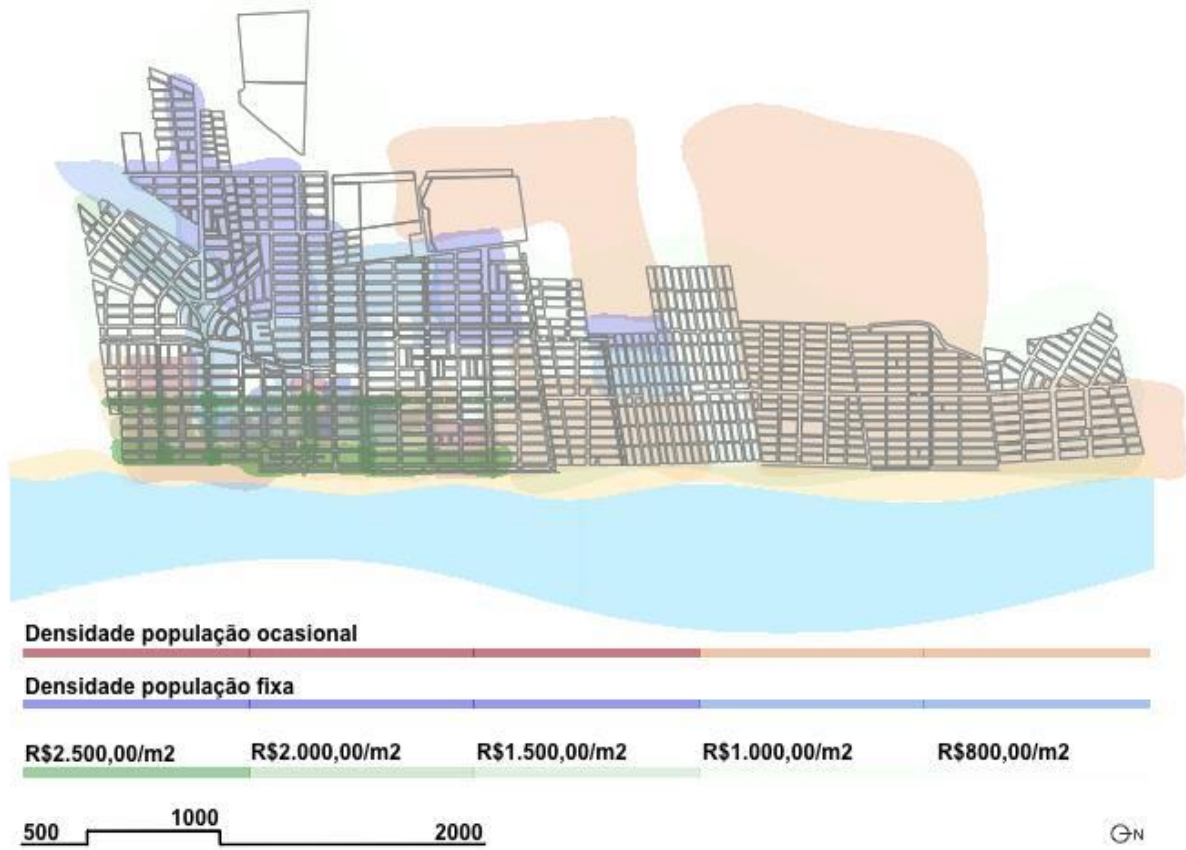 Densidade população ocasional
Densidade população fixa
R$2.500,00/m2 R$2.000,00/m2 R$1.500,00/m2 R$1.000,00/m2 R$800,00/m2
500 1000 2000
N